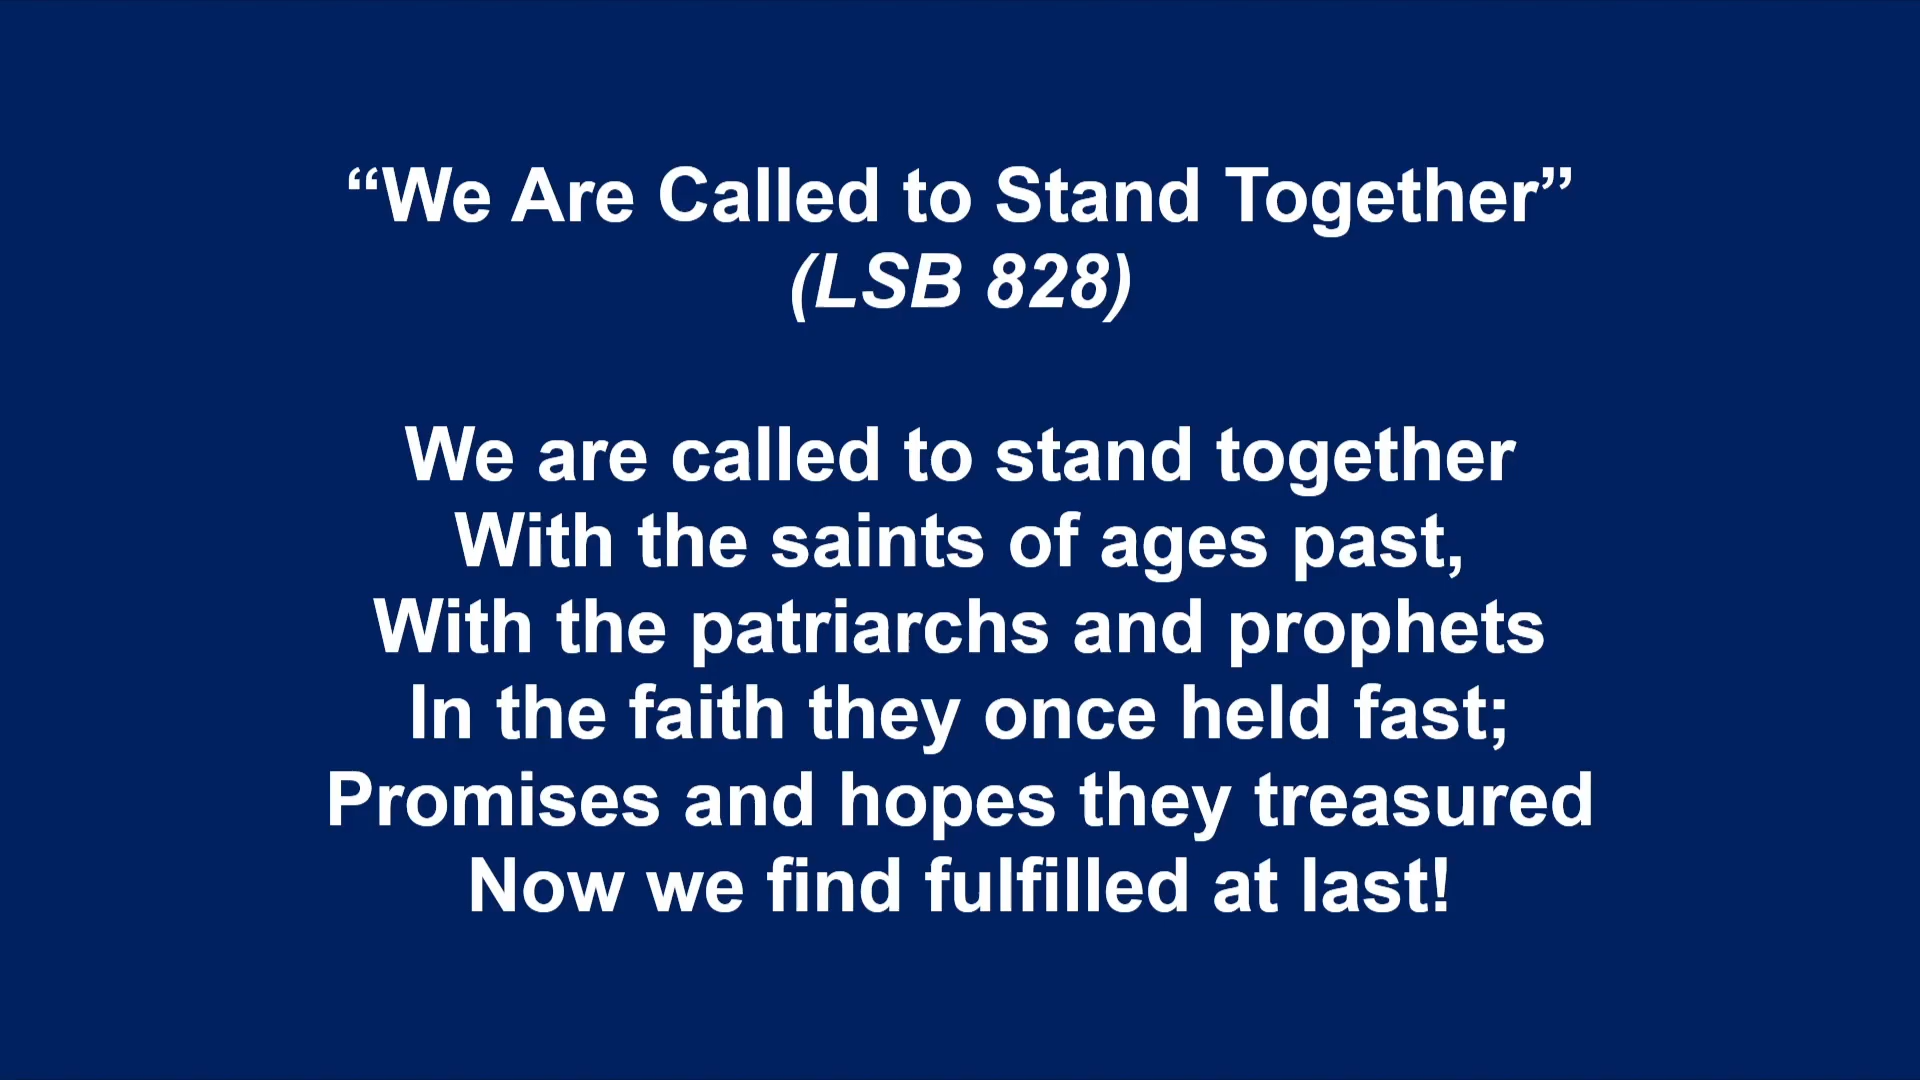 “We Are Called to Stand Together”
(LSB 828)
We are called to stand together
With the saints of ages past,
With the patriarchs and prophets
In the faith they once held fast;
Promises and hopes they treasured
Now we find fulfilled at last!